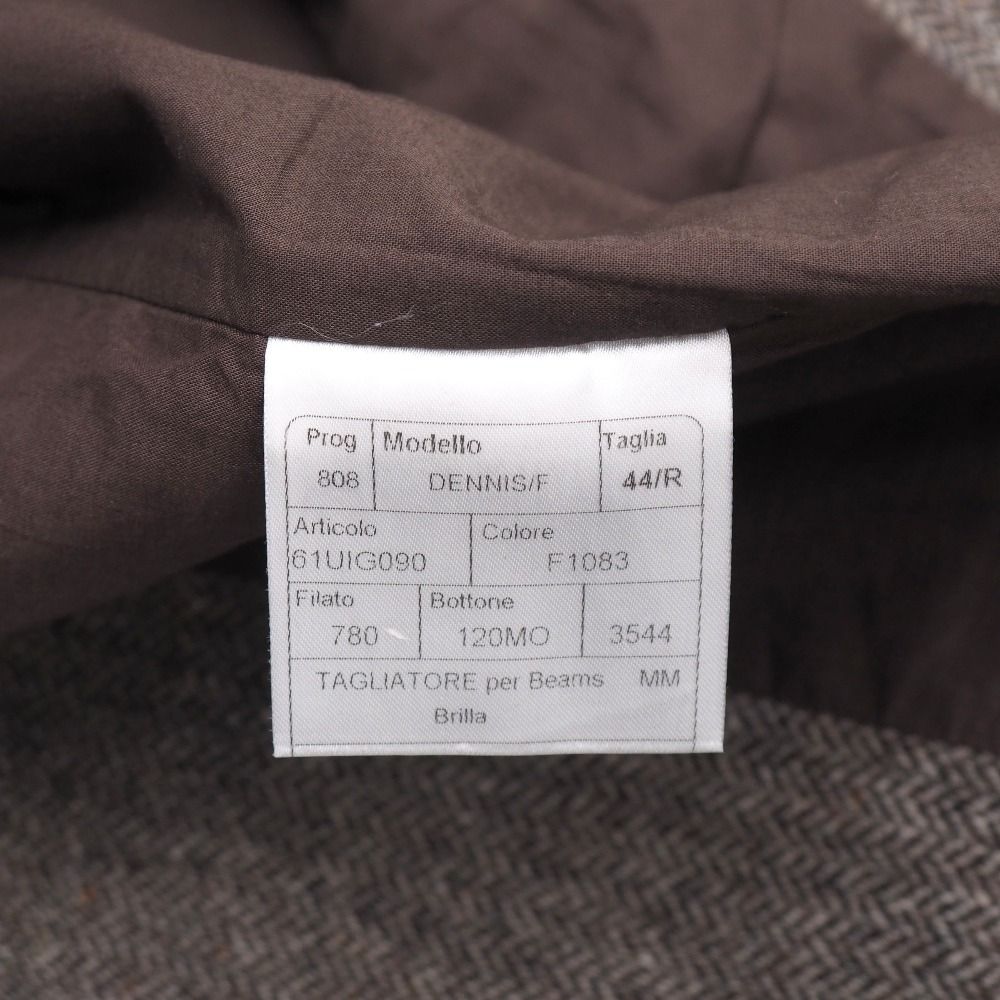 Prog Modello Taglia
808 DENNIS/F 44/R
Articolo Colore
61UIG090 F1083
Filato Bottone
780 120MO 3544
TAGLIATORE per Beams MM
Brilla